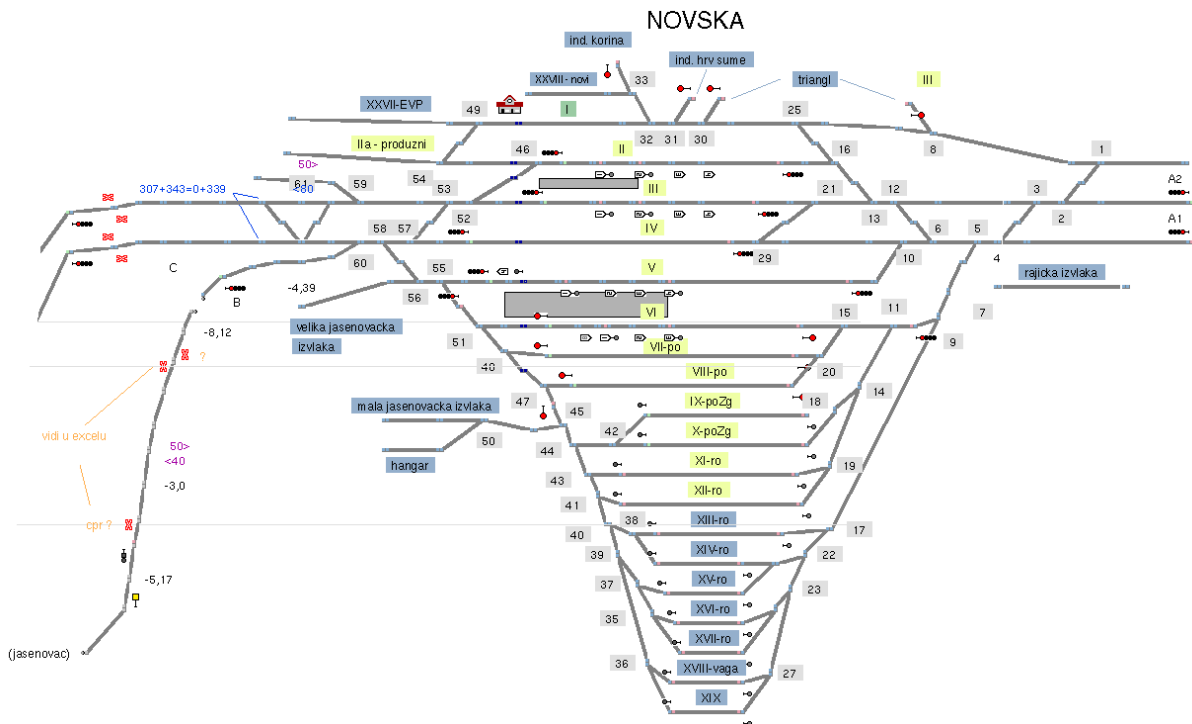 NOVSKA
ind. korina
ind. hrv sume
XXVIII- novi
33
triangl
III
XXVII-EVP
49
I
25
32
31
30
8
IIa - produzni
46
II
16
1
50>
54
61
<80
59
53
III
21
12
3
A2
307+343=0+339
52
IV
13
2
A1
58
57
6
5
C
60
29
10
4
55
V
rajicka izvlaka
B
-4,39
56
VI
15
11
7
-8,12
velika jasenovacka
izvlaka
51
VII-po
9
?
48
VIII-po
20
14
mala jasenovacka izvlaka
47
45
IX-poZg
18
vidi u excelu
42
X-poZg
50
44
50>
<40
hangar
XI-ro
19
-3,0
43
XII-ro
41
38
XIII-ro
17
cpr ?
40
39
XIV-ro
22
-5,17
37
XV-ro
23
35
XVI-ro
XVII-ro
(jasenovac)
36
XVIII-vaga
27
XIX